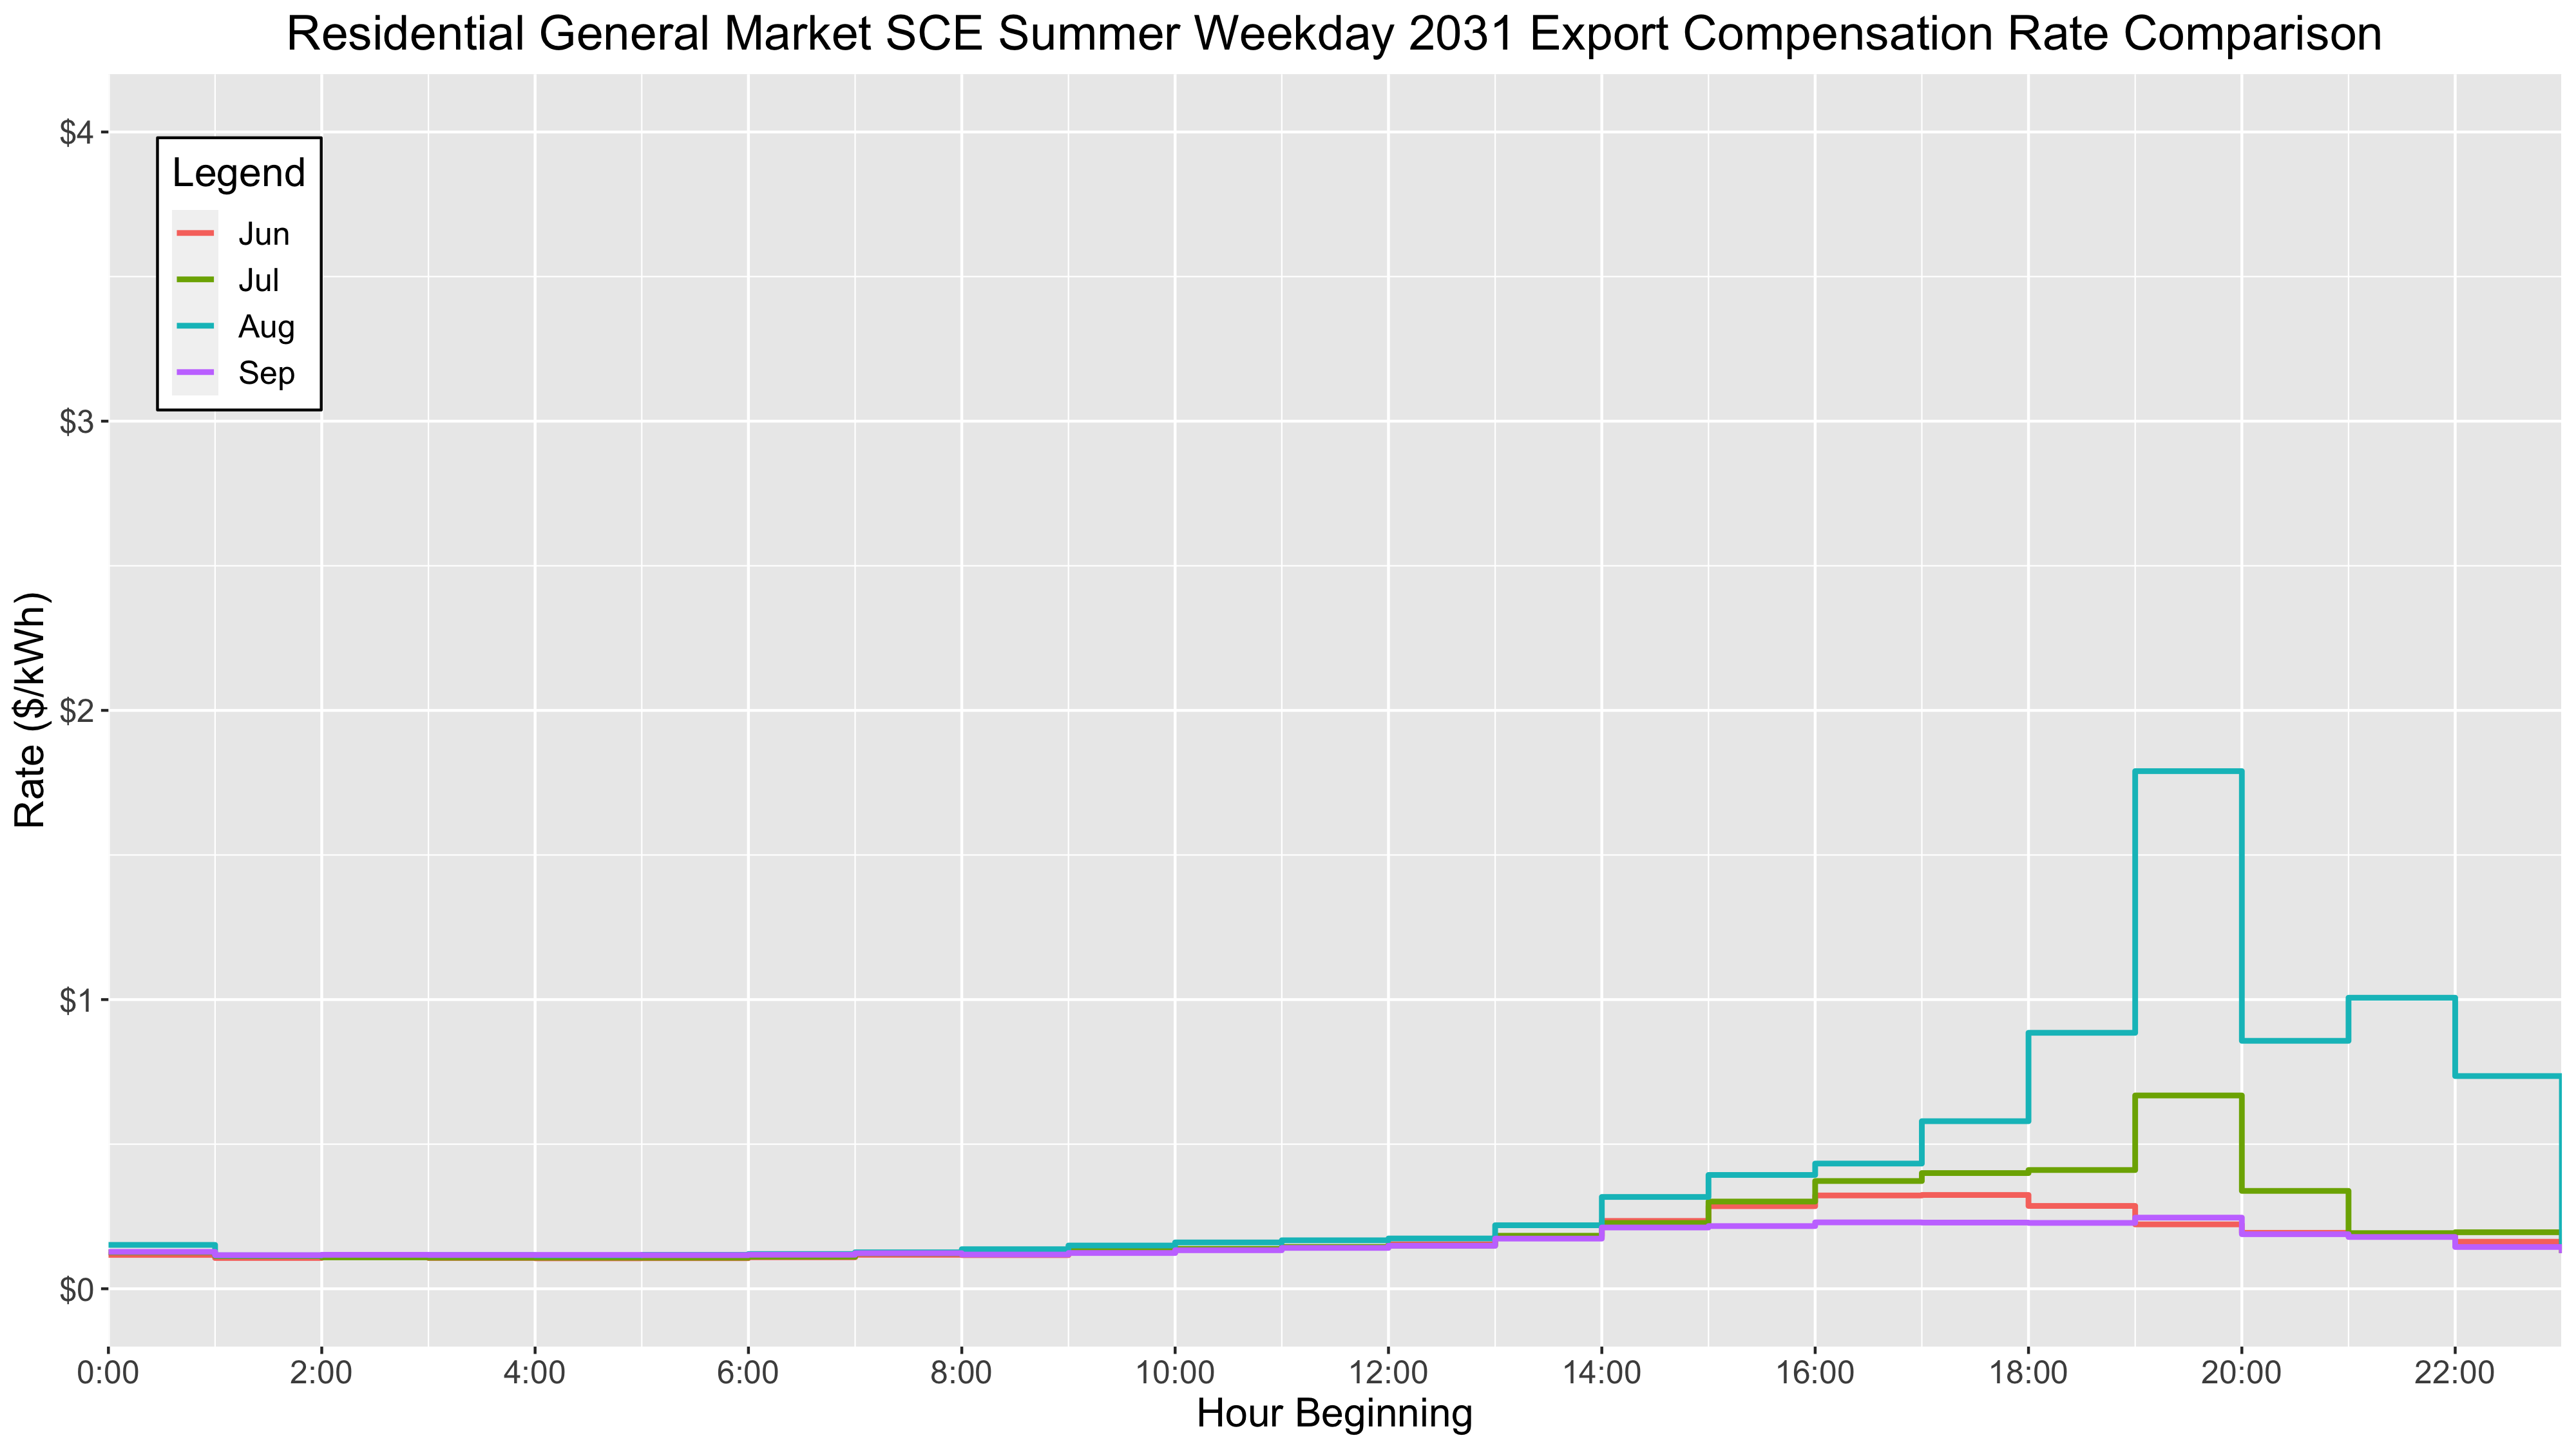 Residential General Market SCE Summer Weekday 2031 Export Compensation Rate Comparison
$4
$3
$2
$1
$0
Rate ($/kWh)
Legend
Jun
Jul
Aug
Sep
0:00 2:00 4:00 6:00 8:00 10:00 12:00 14:00 16:00 18:00 20:00 22:00
Hour Beginning